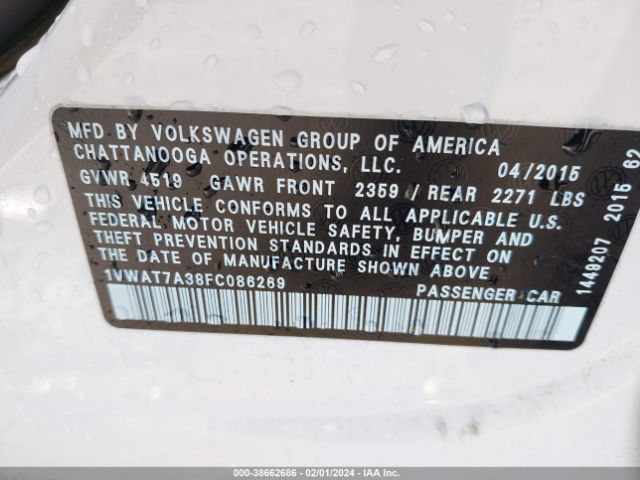 MFD BY VOLKSWAGEN GROUP OF AMERICA
CHATTANOOGA OPERATIONS, LLC. 04/2015
GVWR 4519 GAWR FRONT 2359 / REAR 2271 LBS
THIS VEHICLE CONFORMS TO ALL APPLICABLE U.S.
FEDERAL MOTOR VEHICLE SAFETY, BUMPER AND
THEFT PREVENTION STANDARDS IN EFFECT ON
THE DATE OF MANUFACTURE SHOWN ABOVE.
1VWAT7A38FC086269 PASSENGER CAR
1449207 2015 62
000-38662686 - 02/01/2024 - IAA Inc.